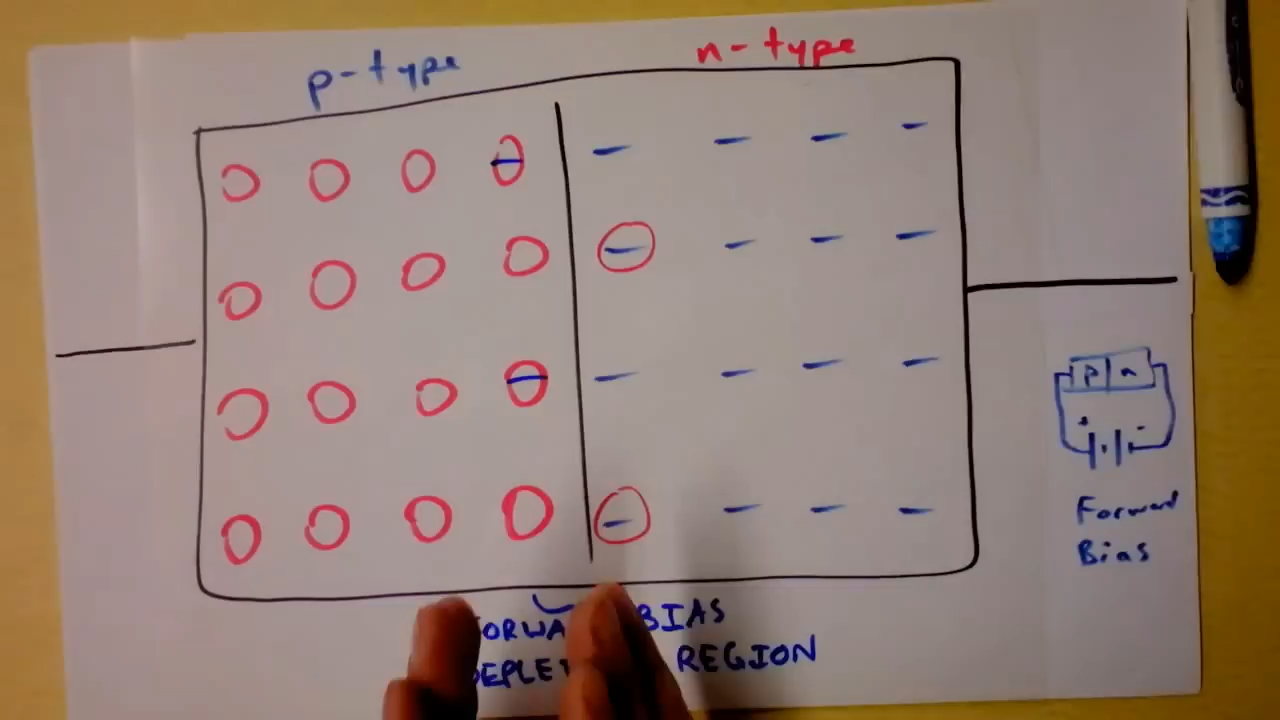 p-type
n-type
p n
+ -
Forward
Bias
BIAS
REGION